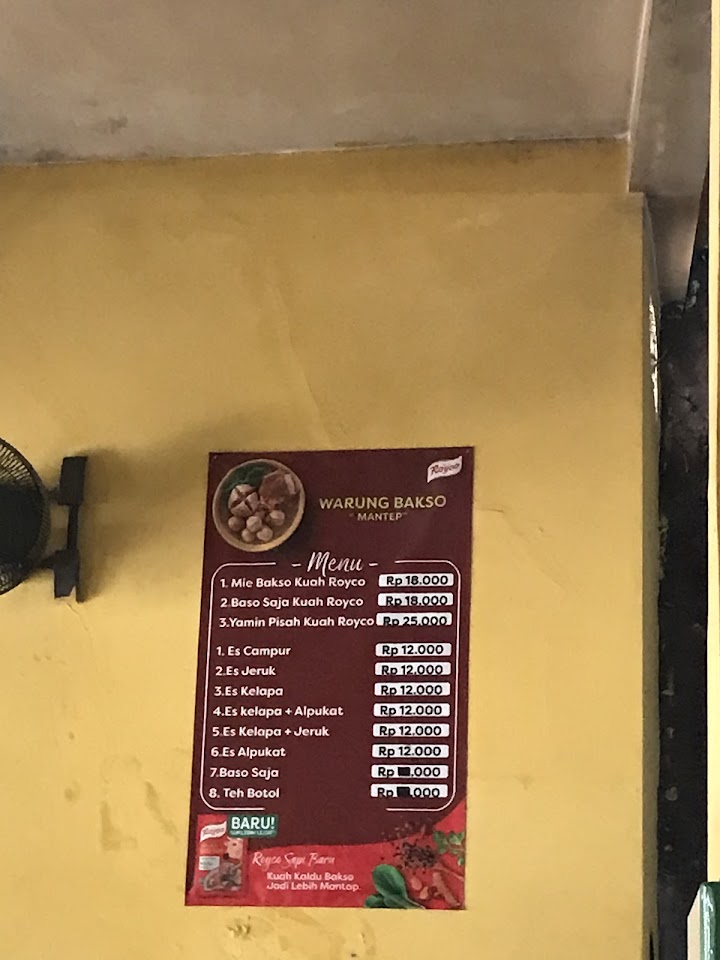 Royco
WARUNG BAKSO
" MANTEP"
- Menu -
1. Mie Bakso Kuah Royco Rp 18.000
2.Baso Saja Kuah Royco Rp 18.000
3.Yamin Pisah Kuah Royco Rp 25.000
1. Es Campur Rp 12.000
2.Es Jeruk Rp 12.000
3.Es Kelapa Rp 12.000
4.Es kelapa + Alpukat Rp 12.000
5.Es Kelapa + Jeruk Rp 12.000
6.Es Alpukat Rp 12.000
7.Baso Saja Rp .000
8. Teh Botol Rp .000
Royco
BARU!
Royco Sapi Baru
Kuah Kaldu Bakso
Jadi Lebih Mantap.